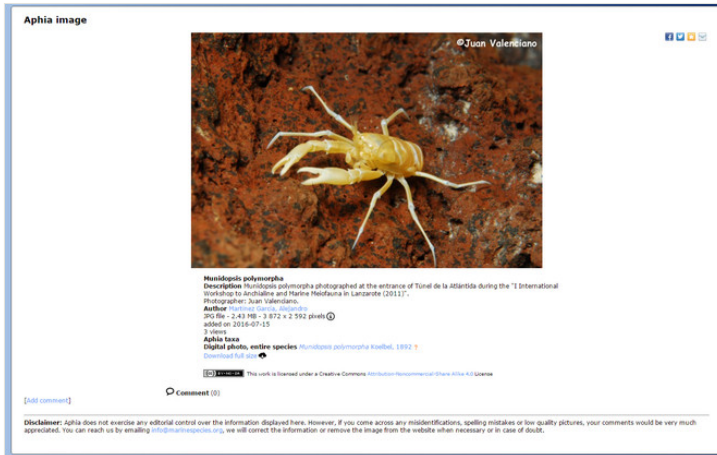 Aphia image
©Juan Valenciano
Munidopsis polymorpha
Description Munidopsis polymorpha photographed at the entrance of Túnel de la Atlántida during the "I International
Workshop to Anchialine and Marine Meiofauna in Lanzarote (2011)".
Photographer: Juan Valenciano.
Author Martínez García, Alejandro
JPG file - 2.43 MB - 3 872 x 2 592 pixels
added on 2016-07-15
3 views
Aphia taxa
Digital photo, entire species Munidopsis polymorpha Koelbel, 1892 ?
Download full size
This work is licensed under a Creative Commons Attribution-Noncommercial-Share Alike 4.0 License
Comment (0)
[Add comment]
Disclaimer: Aphia does not exercise any editorial control over the information displayed here. However, if you come across any misidentifications, spelling mistakes or low quality pictures, your comments would be very much
appreciated. You can reach us by emailing info@marinespecies.org, we will correct the information or remove the image from the website when necessary or in case of doubt.